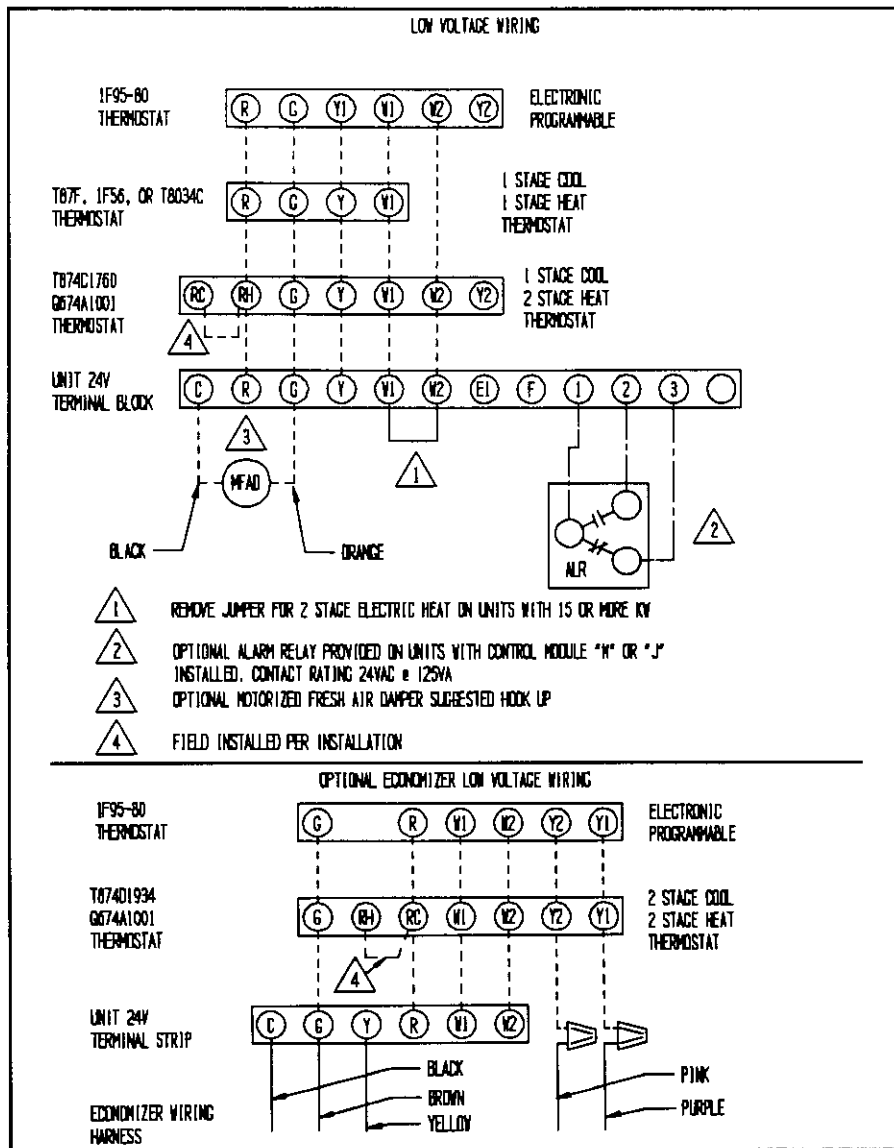 LOW VOLTAGE WIRING
1F95-80
THERMOSTAT
R G Y1 W1 W2 Y2
ELECTRONIC
PROGRAMMABLE
T87F, 1F56, OR T8034C
THERMOSTAT
R G Y W1
1 STAGE COOL
1 STAGE HEAT
THERMOSTAT
T874C1760
Q674A1001
THERMOSTAT
RC RH G Y W1 W2 Y2
1 STAGE COOL
2 STAGE HEAT
THERMOSTAT
4
UNIT 24V
TERMINAL BLOCK
C R G Y W1 W2 E1 F 1 2 3
3
MFAD
1
2
ALR
BLACK
ORANGE
1 REMOVE JUMPER FOR 2 STAGE ELECTRIC HEAT ON UNITS WITH 15 OR MORE KW
2 OPTIONAL ALARM RELAY PROVIDED ON UNITS WITH CONTROL MODULE "W" OR "J"
INSTALLED. CONTACT RATING 24VAC @ 125VA
3 OPTIONAL MOTORIZED FRESH AIR DAMPER SUGGESTED HOOK UP
4 FIELD INSTALLED PER INSTALLATION
OPTIONAL ECONOMIZER LOW VOLTAGE WIRING
1F95-80
THERMOSTAT
G R W1 W2 Y2 Y1
ELECTRONIC
PROGRAMMABLE
T874D1934
Q674A1001
THERMOSTAT
G RH RC W1 W2 Y2 Y1
2 STAGE COOL
2 STAGE HEAT
THERMOSTAT
4
UNIT 24V
TERMINAL STRIP
C G Y R W1 W2
BLACK
BROWN
YELLOW
PINK
PURPLE
ECONOMIZER WIRING
HARNESS